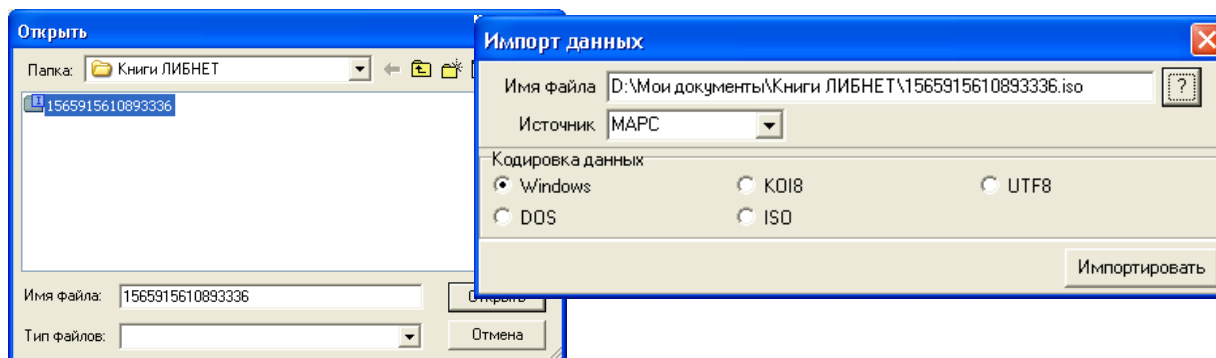 Открыть
Папка: Книги ЛИБНЕТ
1565915610893336
Имя файла: 1565915610893336
Открыть
Тип файлов:
Отмена
Импорт данных
Имя файла D:\Мои документы\Книги ЛИБНЕТ\1565915610893336.iso ?
Источник МАРС
Кодировка данных
Windows KOI8 UTF8
DOS ISO
Импортировать